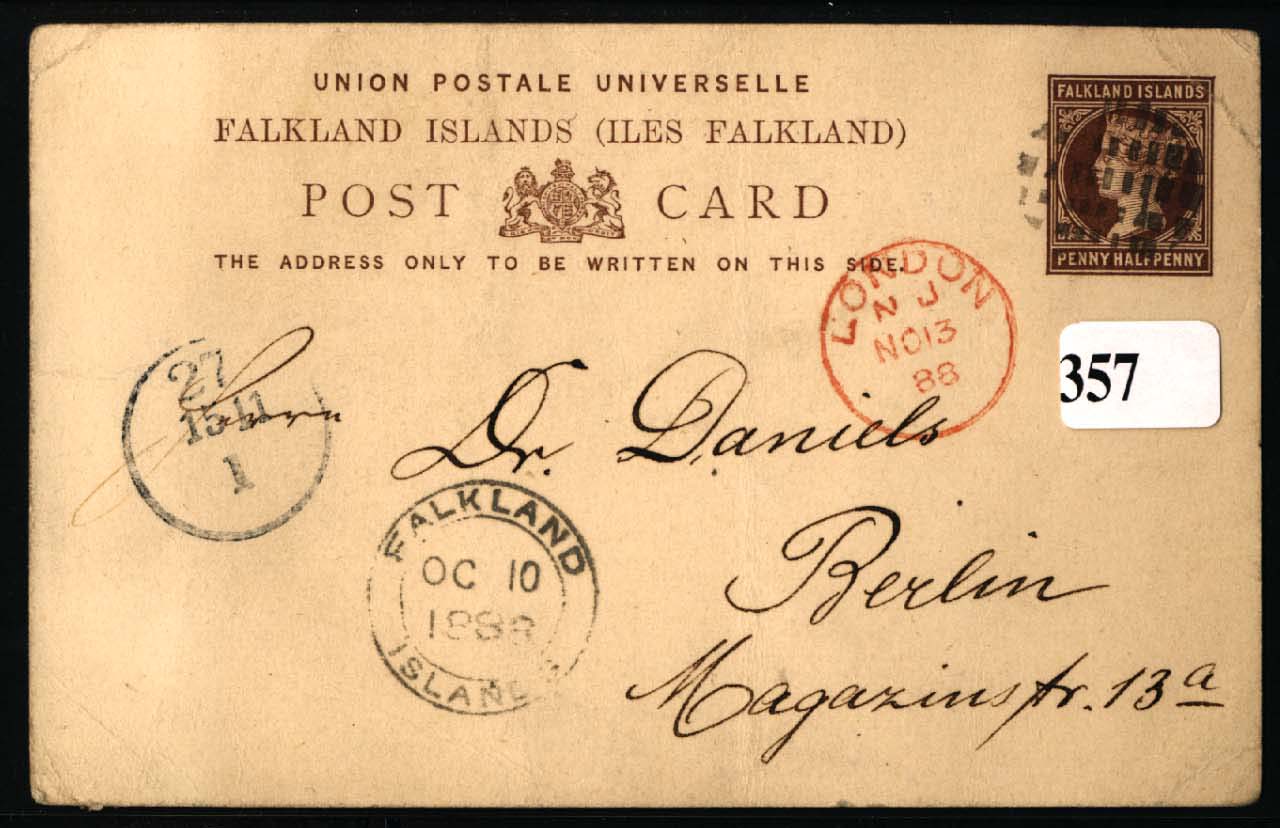 UNION POSTALE UNIVERSELLE
FALKLAND ISLANDS (ILES FALKLAND)
POST CARD
THE ADDRESS ONLY TO BE WRITTEN ON THIS SIDE.
FALKLAND ISLANDS
PENNY HALFPENNY
LONDON
N J
NO13
88
357
27
1
Herrn
Dr. Daniels
FALKLAND
OC 10
1888
ISLANDS
Berlin
Magazinstr. 13a